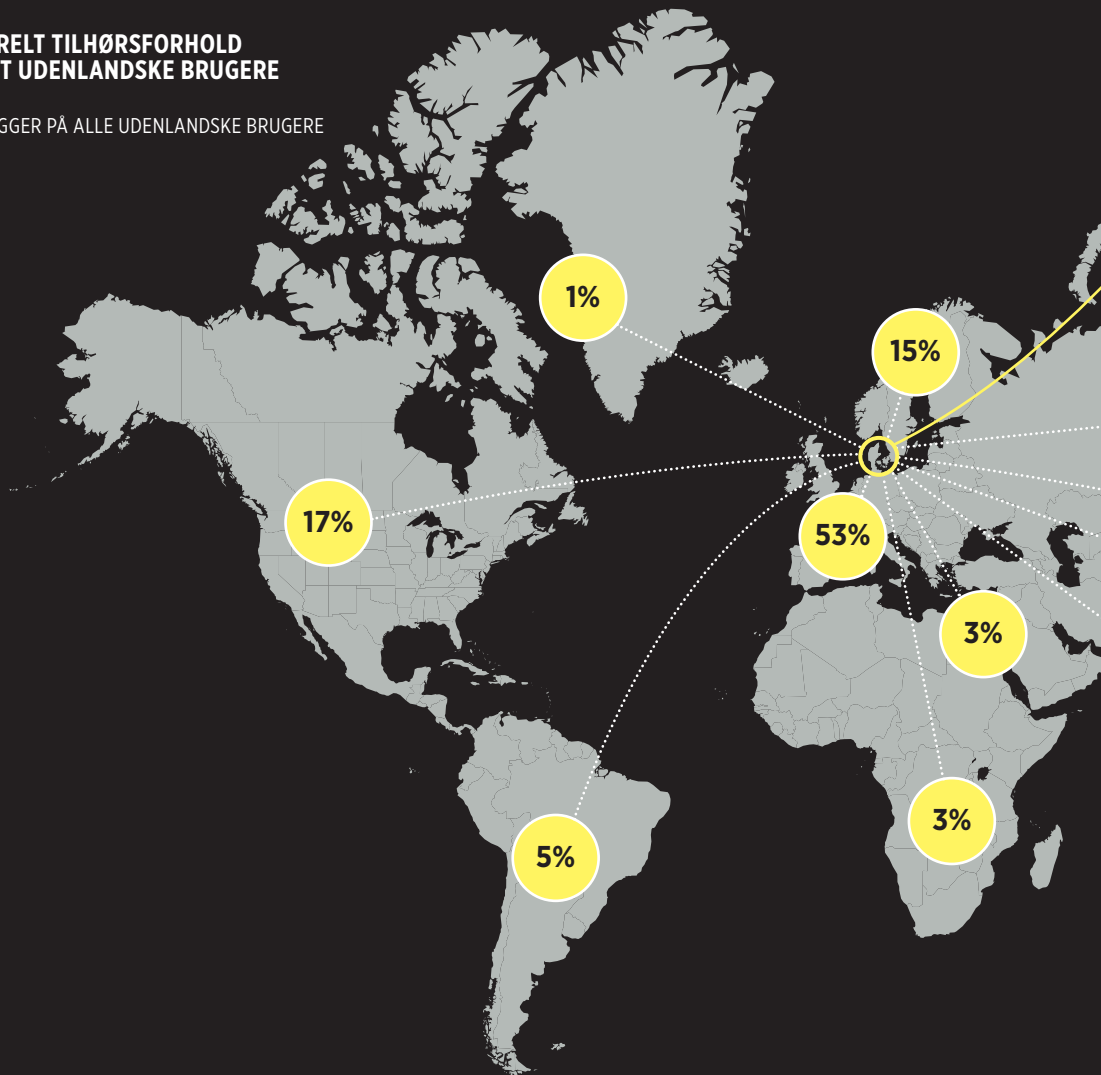 RELT TILHØRSFORHOLD
T UDENLANDSKE BRUGERE
GGER PÅ ALLE UDENLANDSKE BRUGERE
1%
15%
17%
53%
3%
3%
5%